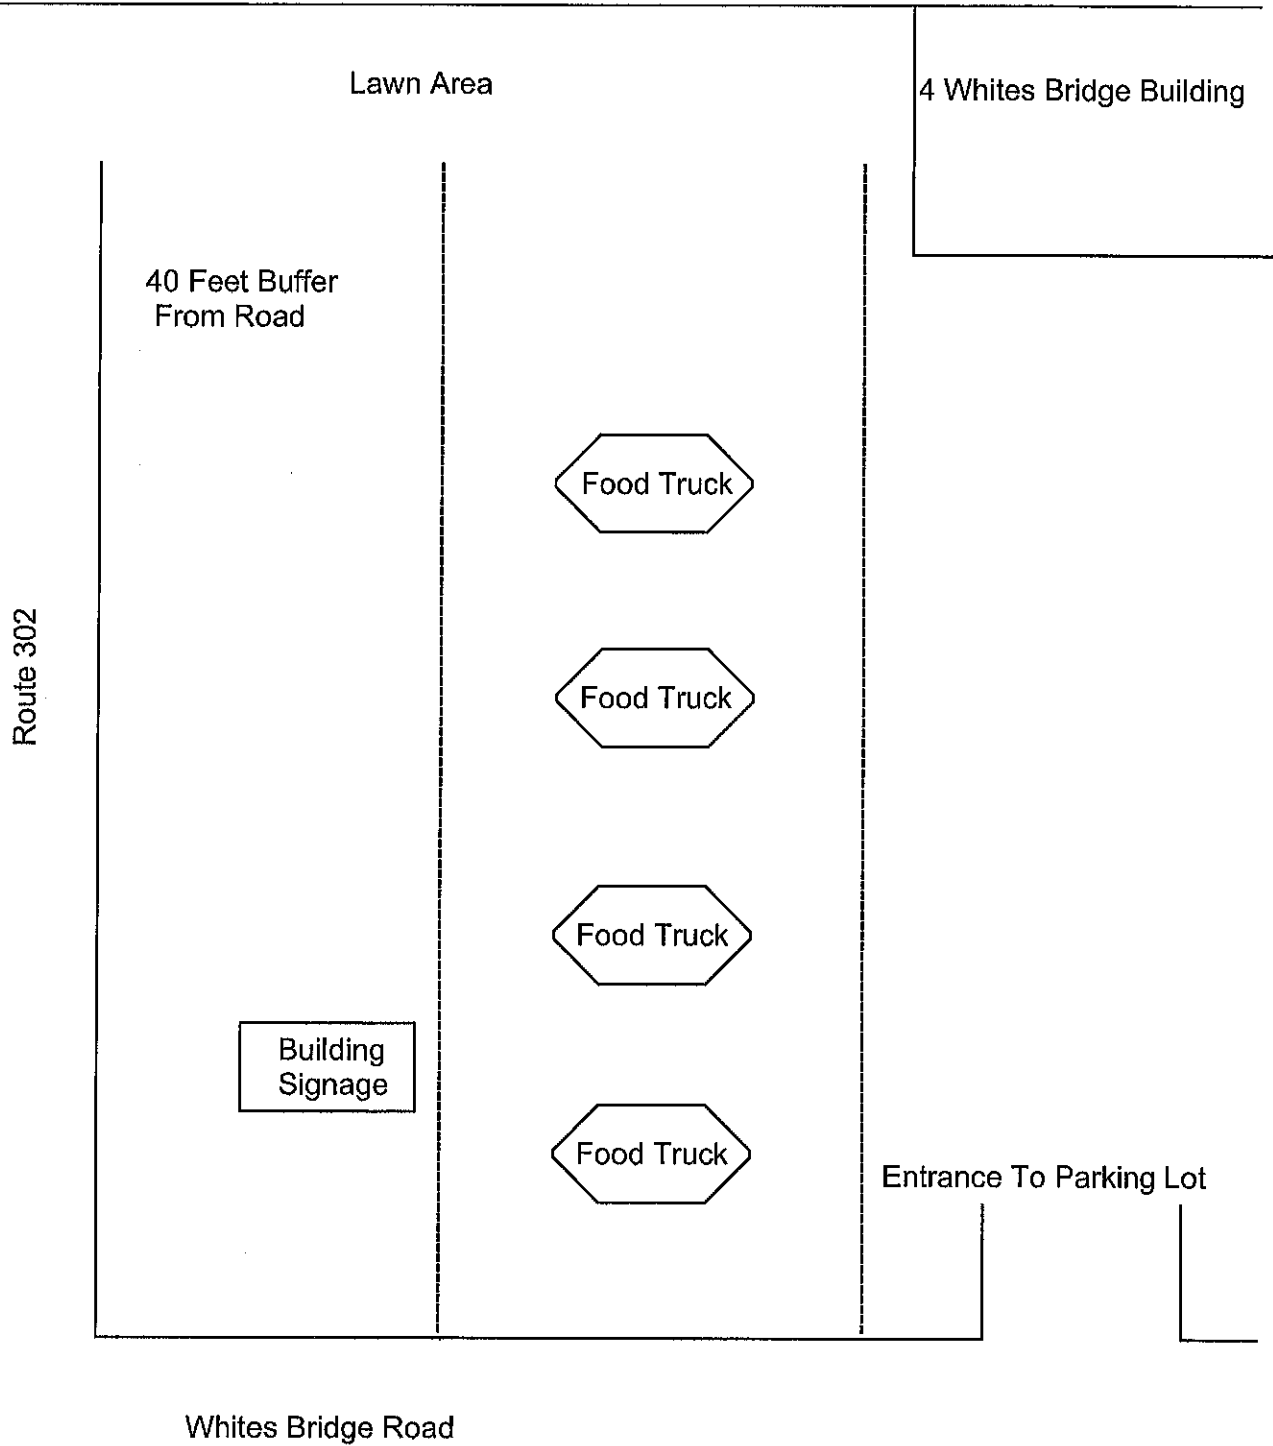 Lawn Area
4 Whites Bridge Building
40 Feet Buffer
From Road
Food Truck
Route 302
Food Truck
Food Truck
Building
Signage
Food Truck
Entrance To Parking Lot
Whites Bridge Road